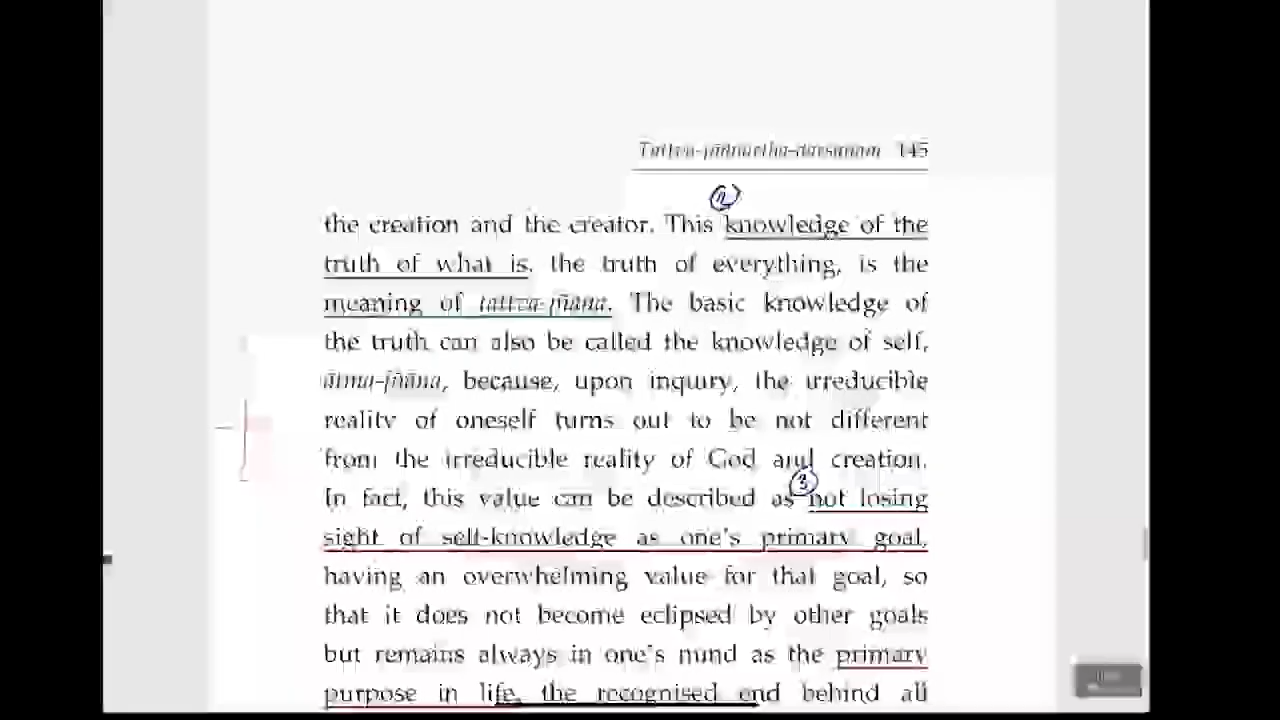 Tattva-jñānārtha-darśanam 145
2
the creation and the creator. This knowledge of the
truth of what is, the truth of everything, is the
meaning of tattva-jñāna. The basic knowledge of
the truth can also be called the knowledge of self,
ātma-jñāna, because, upon inquiry, the irreducible
reality of oneself turns out to be not different
from the irreducible reality of God and creation.
3
In fact, this value can be described as not losing
sight of self-knowledge as one's primary goal,
having an overwhelming value for that goal, so
that it does not become eclipsed by other goals
but remains always in one's mind as the primary
purpose in life, the recognised end behind all